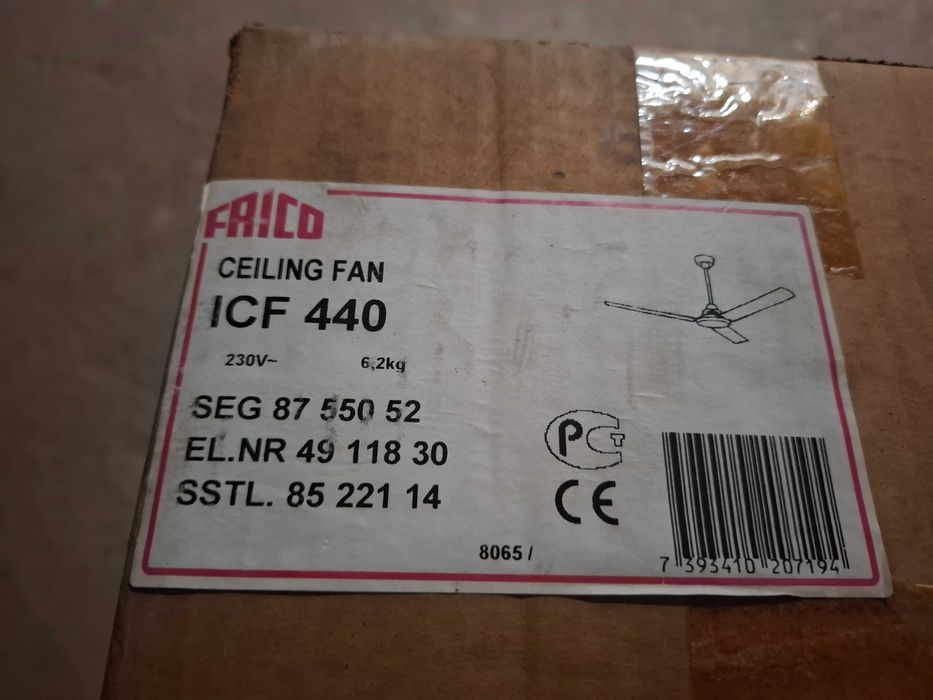 FRICO
CEILING FAN
ICF 440
230V~ 6,2kg
SEG 87 550 52
EL.NR 49 118 30
SSTL. 85 221 14
PCT
CE
8065 /
7 393410 207194